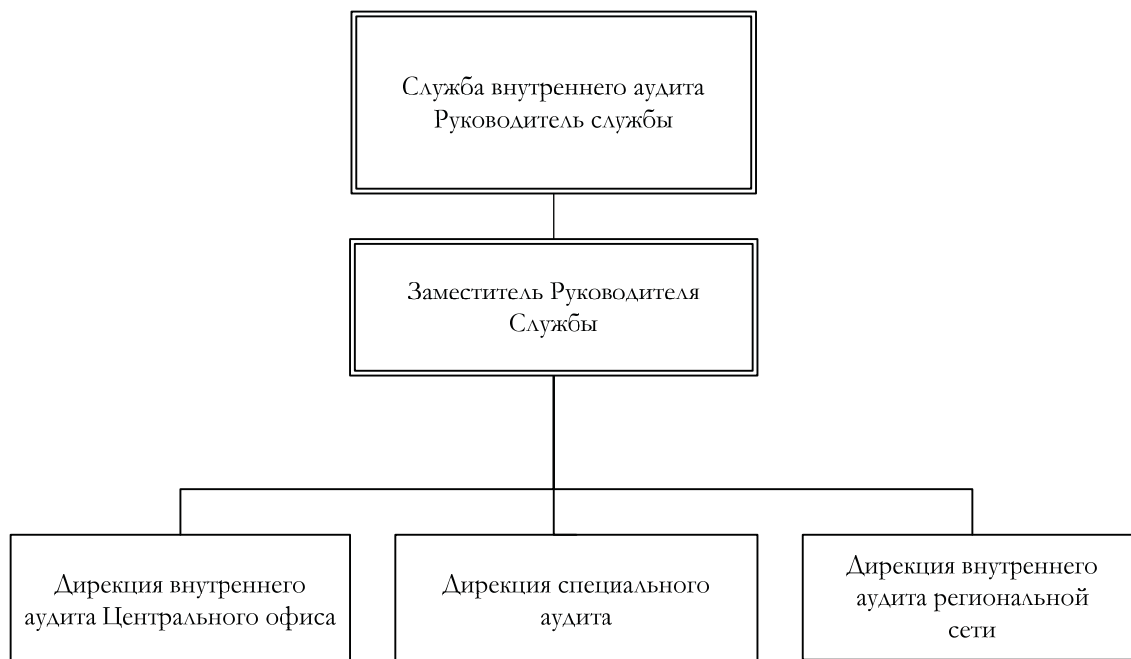 Служба внутреннего аудита
Руководитель службы
Заместитель Руководителя
Службы
Дирекция внутреннего
аудита Центрального офиса
Дирекция специального
аудита
Дирекция внутреннего
аудита региональной
сети